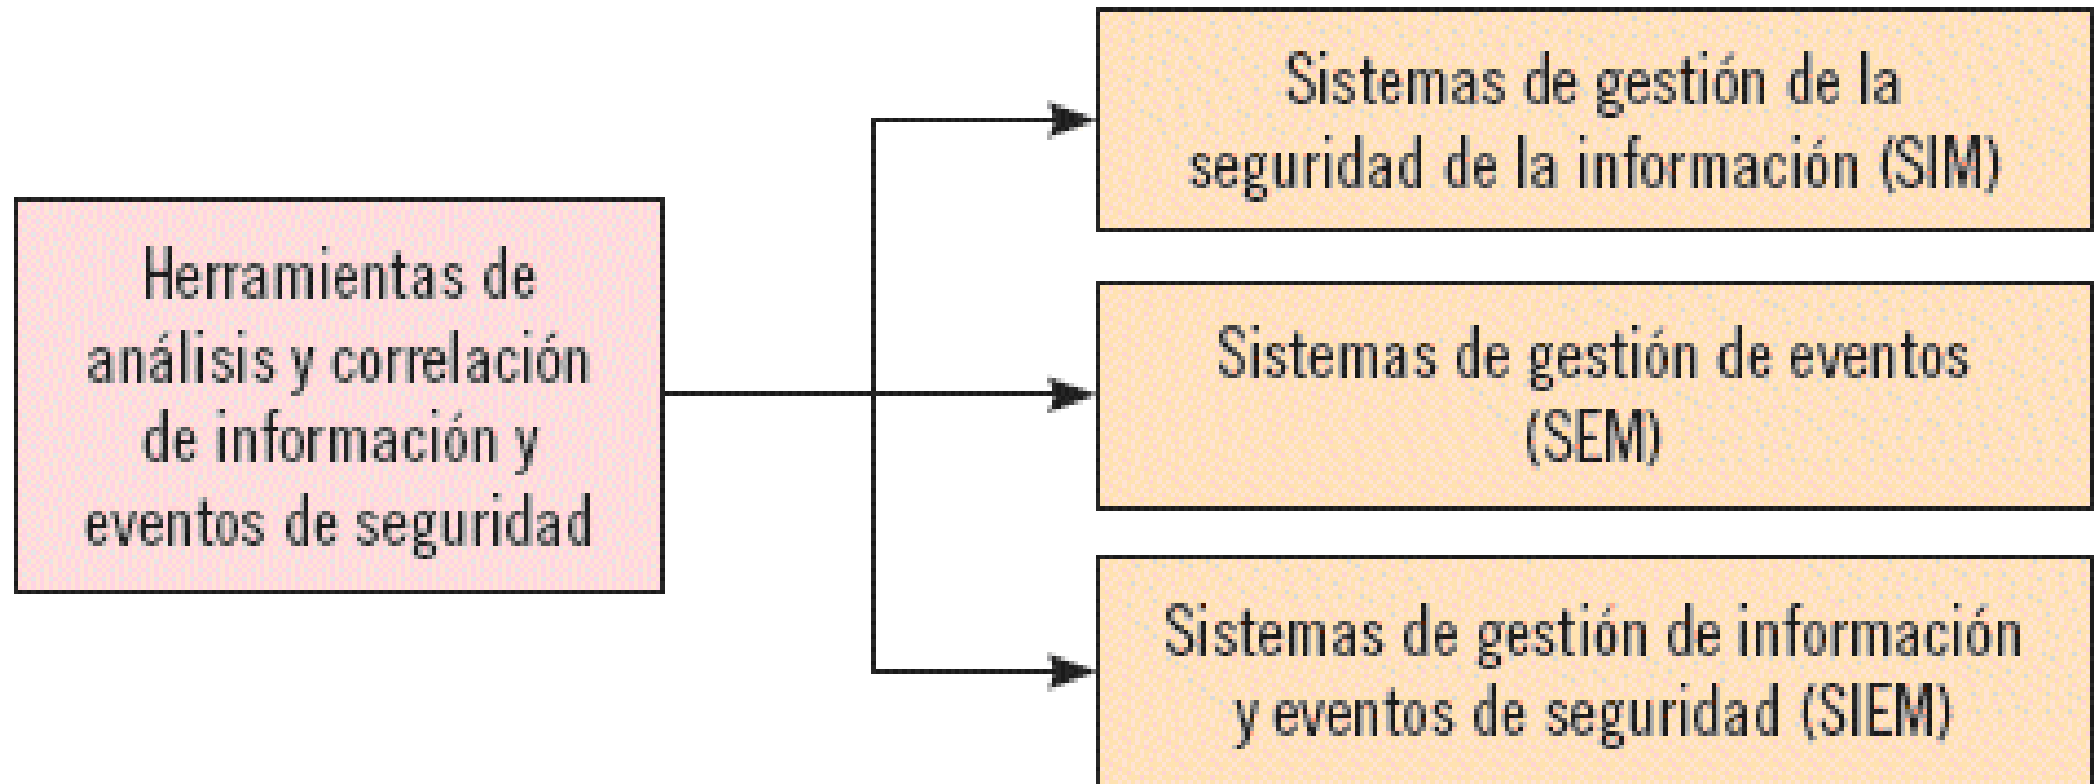 Herramientas de
análisis y correlación
de información y
eventos de seguridad
Sistemas de gestión de la
seguridad de la información (SIM)
Sistemas de gestión de eventos
(SEM)
Sistemas de gestión de información
y eventos de seguridad (SIEM)